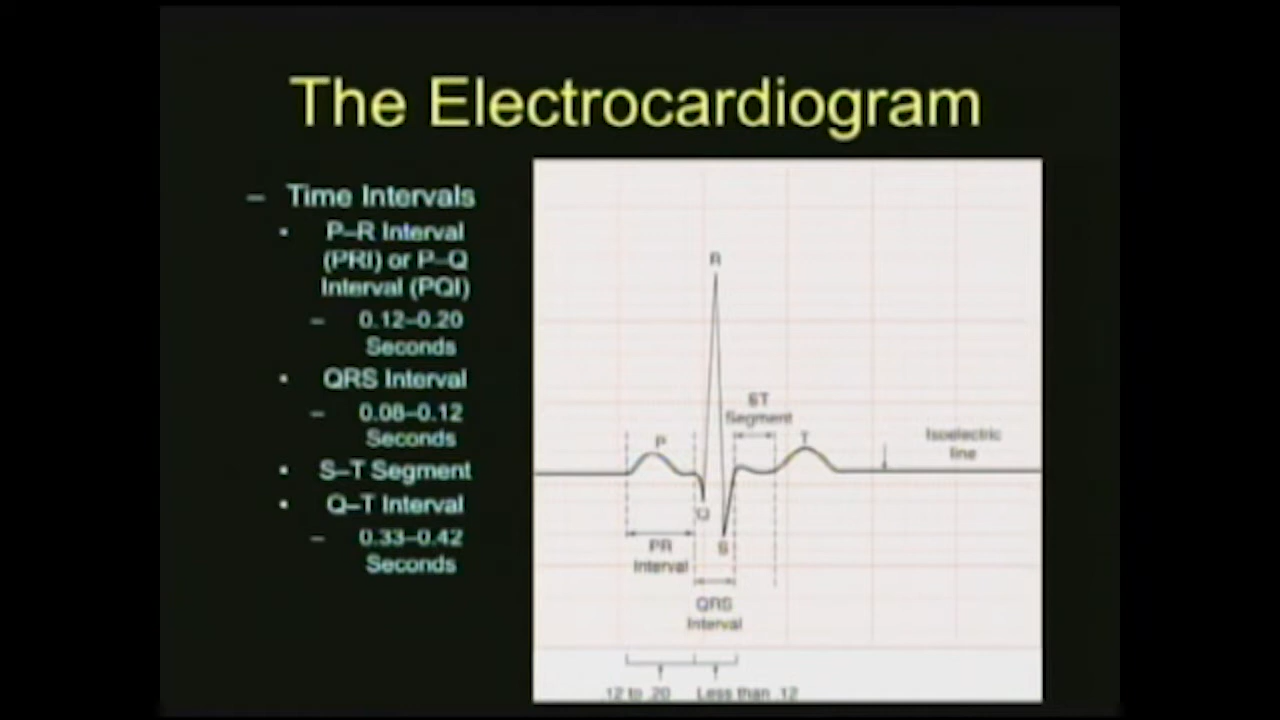 The Electrocardiogram
– Time Intervals
• P–R Interval
(PRI) or P–Q
Interval (PQI)
– 0.12–0.20
Seconds
• QRS Interval
– 0.08–0.12
Seconds
• S–T Segment
• Q–T Interval
– 0.33–0.42
Seconds
R
ST
Segment
P
T
Isoelectric
line
Q
S
PR
Interval
QRS
Interval
.12 to .20
Less than .12